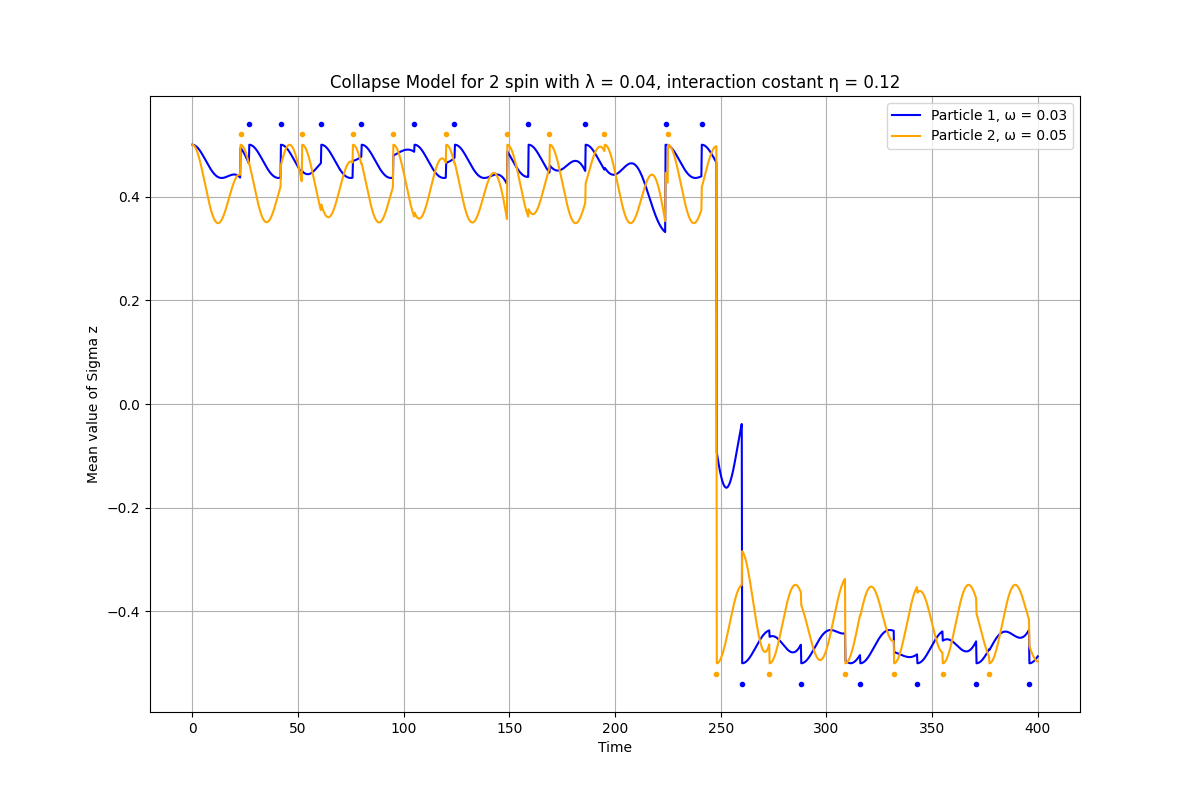 Collapse Model for 2 spin with λ = 0.04, interaction costant η = 0.12
Particle 1, ω = 0.03
Particle 2, ω = 0.05
0.4
0.2
0.0
−0.2
−0.4
Mean value of Sigma z
0 50 100 150 200 250 300 350 400
Time